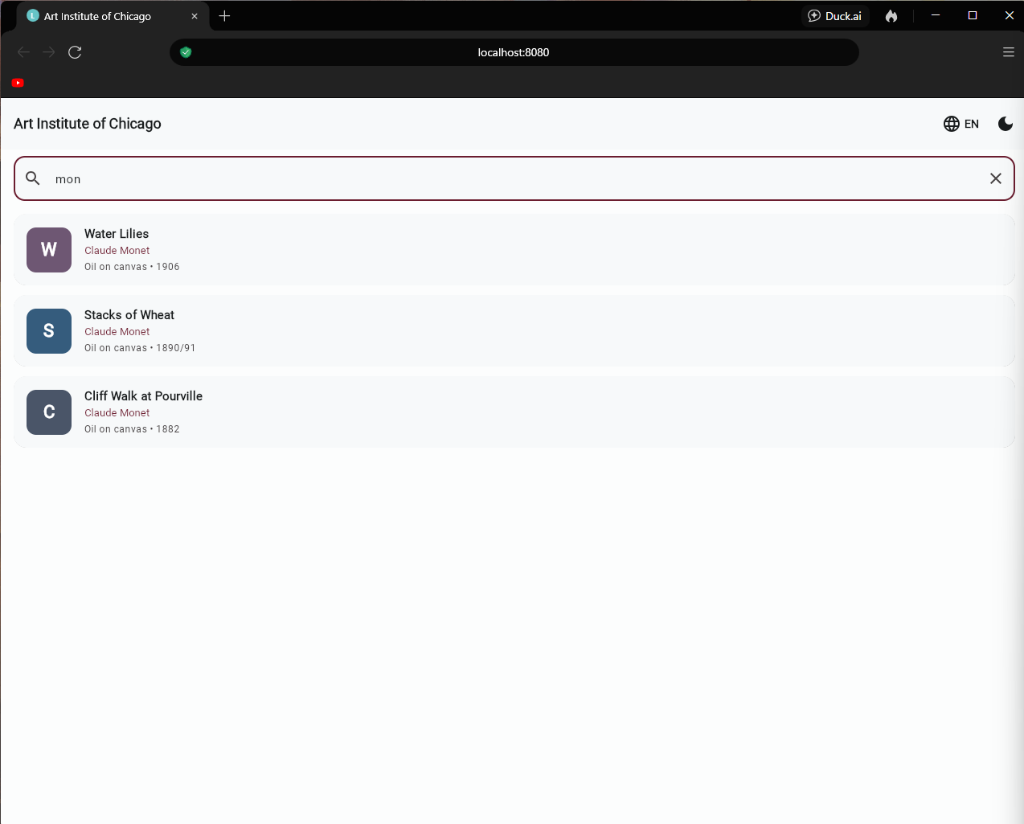 Art Institute of Chicago
Duck.ai
localhost:8080
Art Institute of Chicago
EN
mon
W
Water Lilies
Claude Monet
Oil on canvas • 1906
S
Stacks of Wheat
Claude Monet
Oil on canvas • 1890/91
C
Cliff Walk at Pourville
Claude Monet
Oil on canvas • 1882